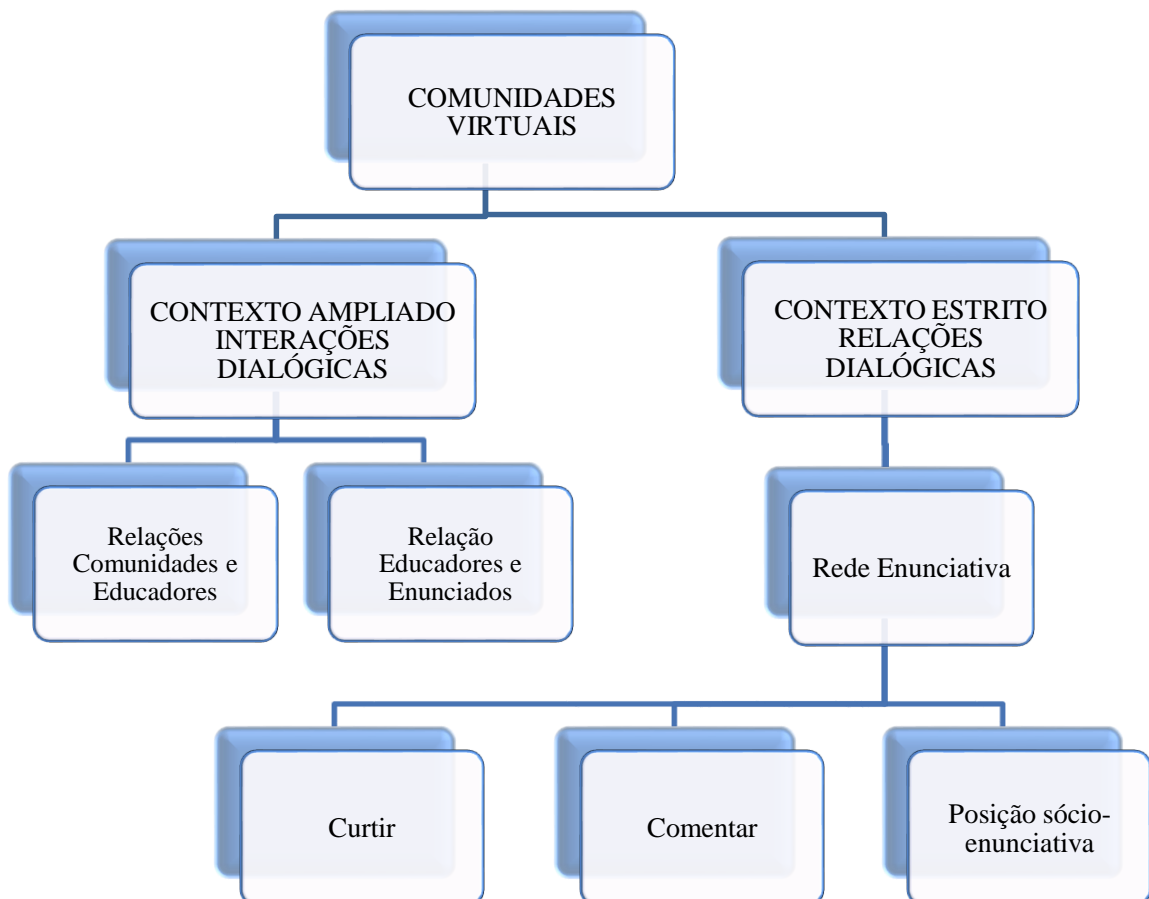 COMUNIDADES
VIRTUAIS
CONTEXTO AMPLIADO
INTERAÇÕES
DIALÓGICAS
CONTEXTO ESTRITO
RELAÇÕES
DIALÓGICAS
Relações
Comunidades e
Educadores
Relação
Educadores e
Enunciados
Rede Enunciativa
Curtir
Comentar
Posição sócio-
enunciativa